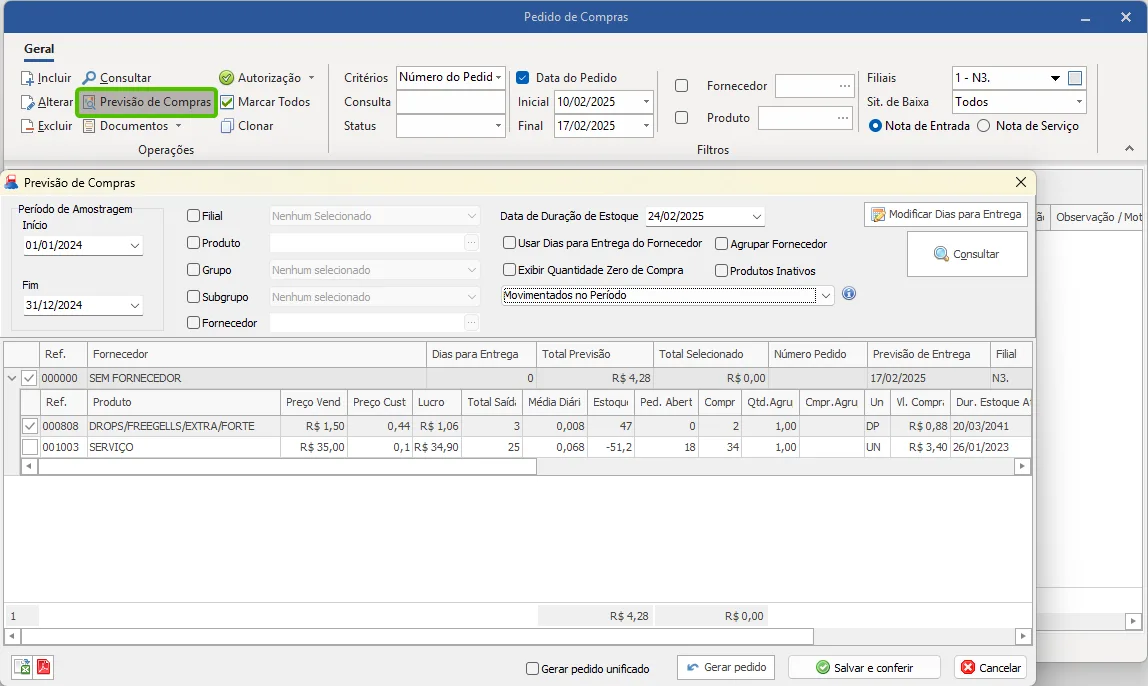 Pedido de Compras
Geral
Incluir Consultar Autorização Critérios Número do Pedid Data do Pedido Fornecedor Filiais 1 - N3.
Alterar Previsão de Compras Marcar Todos Consulta Inicial 10/02/2025 Sit. de Baixa Todos
Excluir Documentos Clonar Status Final 17/02/2025 Produto Nota de Entrada Nota de Serviço
Operações Filtros
Previsão de Compras
Período de Amostragem
Início
01/01/2024
Fim
31/12/2024
Filial Nenhum Selecionado
Produto
Grupo Nenhum selecionado
Subgrupo Nenhum selecionado
Fornecedor
Data de Duração de Estoque 24/02/2025
Usar Dias para Entrega do Fornecedor Agrupar Fornecedor
Exibir Quantidade Zero de Compra Produtos Inativos
Movimentados no Período
Modificar Dias para Entrega
Consultar
Observação / Mot
Ref. Fornecedor Dias para Entrega Total Previsão Total Selecionado Número Pedido Previsão de Entrega Filial
000000 SEM FORNECEDOR 0 R$ 4,28 R$ 0,00 17/02/2025 N3.
Ref. Produto Preço Vend Preço Cust Lucro Total Saída Média Diári Estoque Ped. Abert Compr Qtd.Agru Cmpr.Agru Un Vl. Compra Dur. Estoque A
000808 DROPS/FREEGELLS/EXTRA/FORTE R$ 1,50 0,44 R$ 1,06 3 0,008 47 0 2 1,00 DP R$ 0,88 20/03/2041
001003 SERVIÇO R$ 35,00 0,1 R$ 34,90 25 0,068 -51,2 18 34 1,00 UN R$ 3,40 26/01/2023
1 R$ 4,28 R$ 0,00
Gerar pedido unificado Gerar pedido Salvar e conferir Cancelar